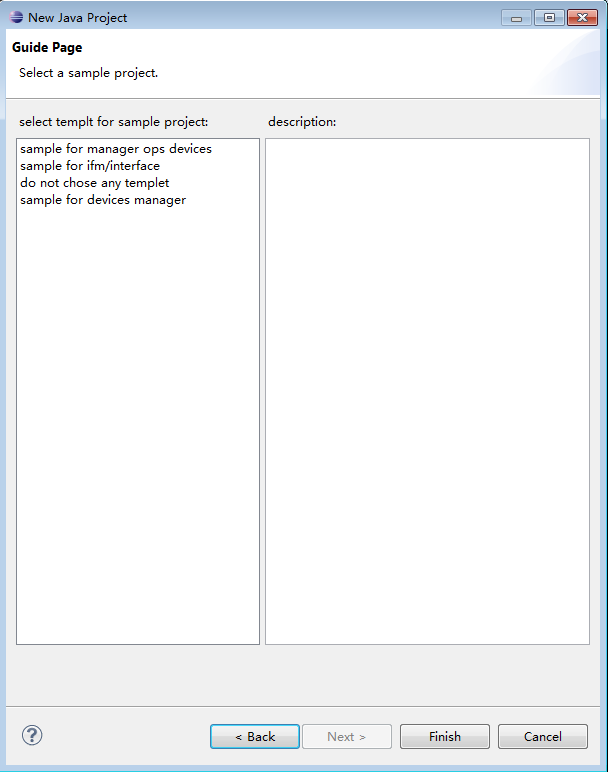 New Java Project
Guide Page
Select a sample project.
select templt for sample project:
description:
sample for manager ops devices
sample for ifm/interface
do not chose any templet
sample for devices manager
?
< Back
Next >
Finish
Cancel